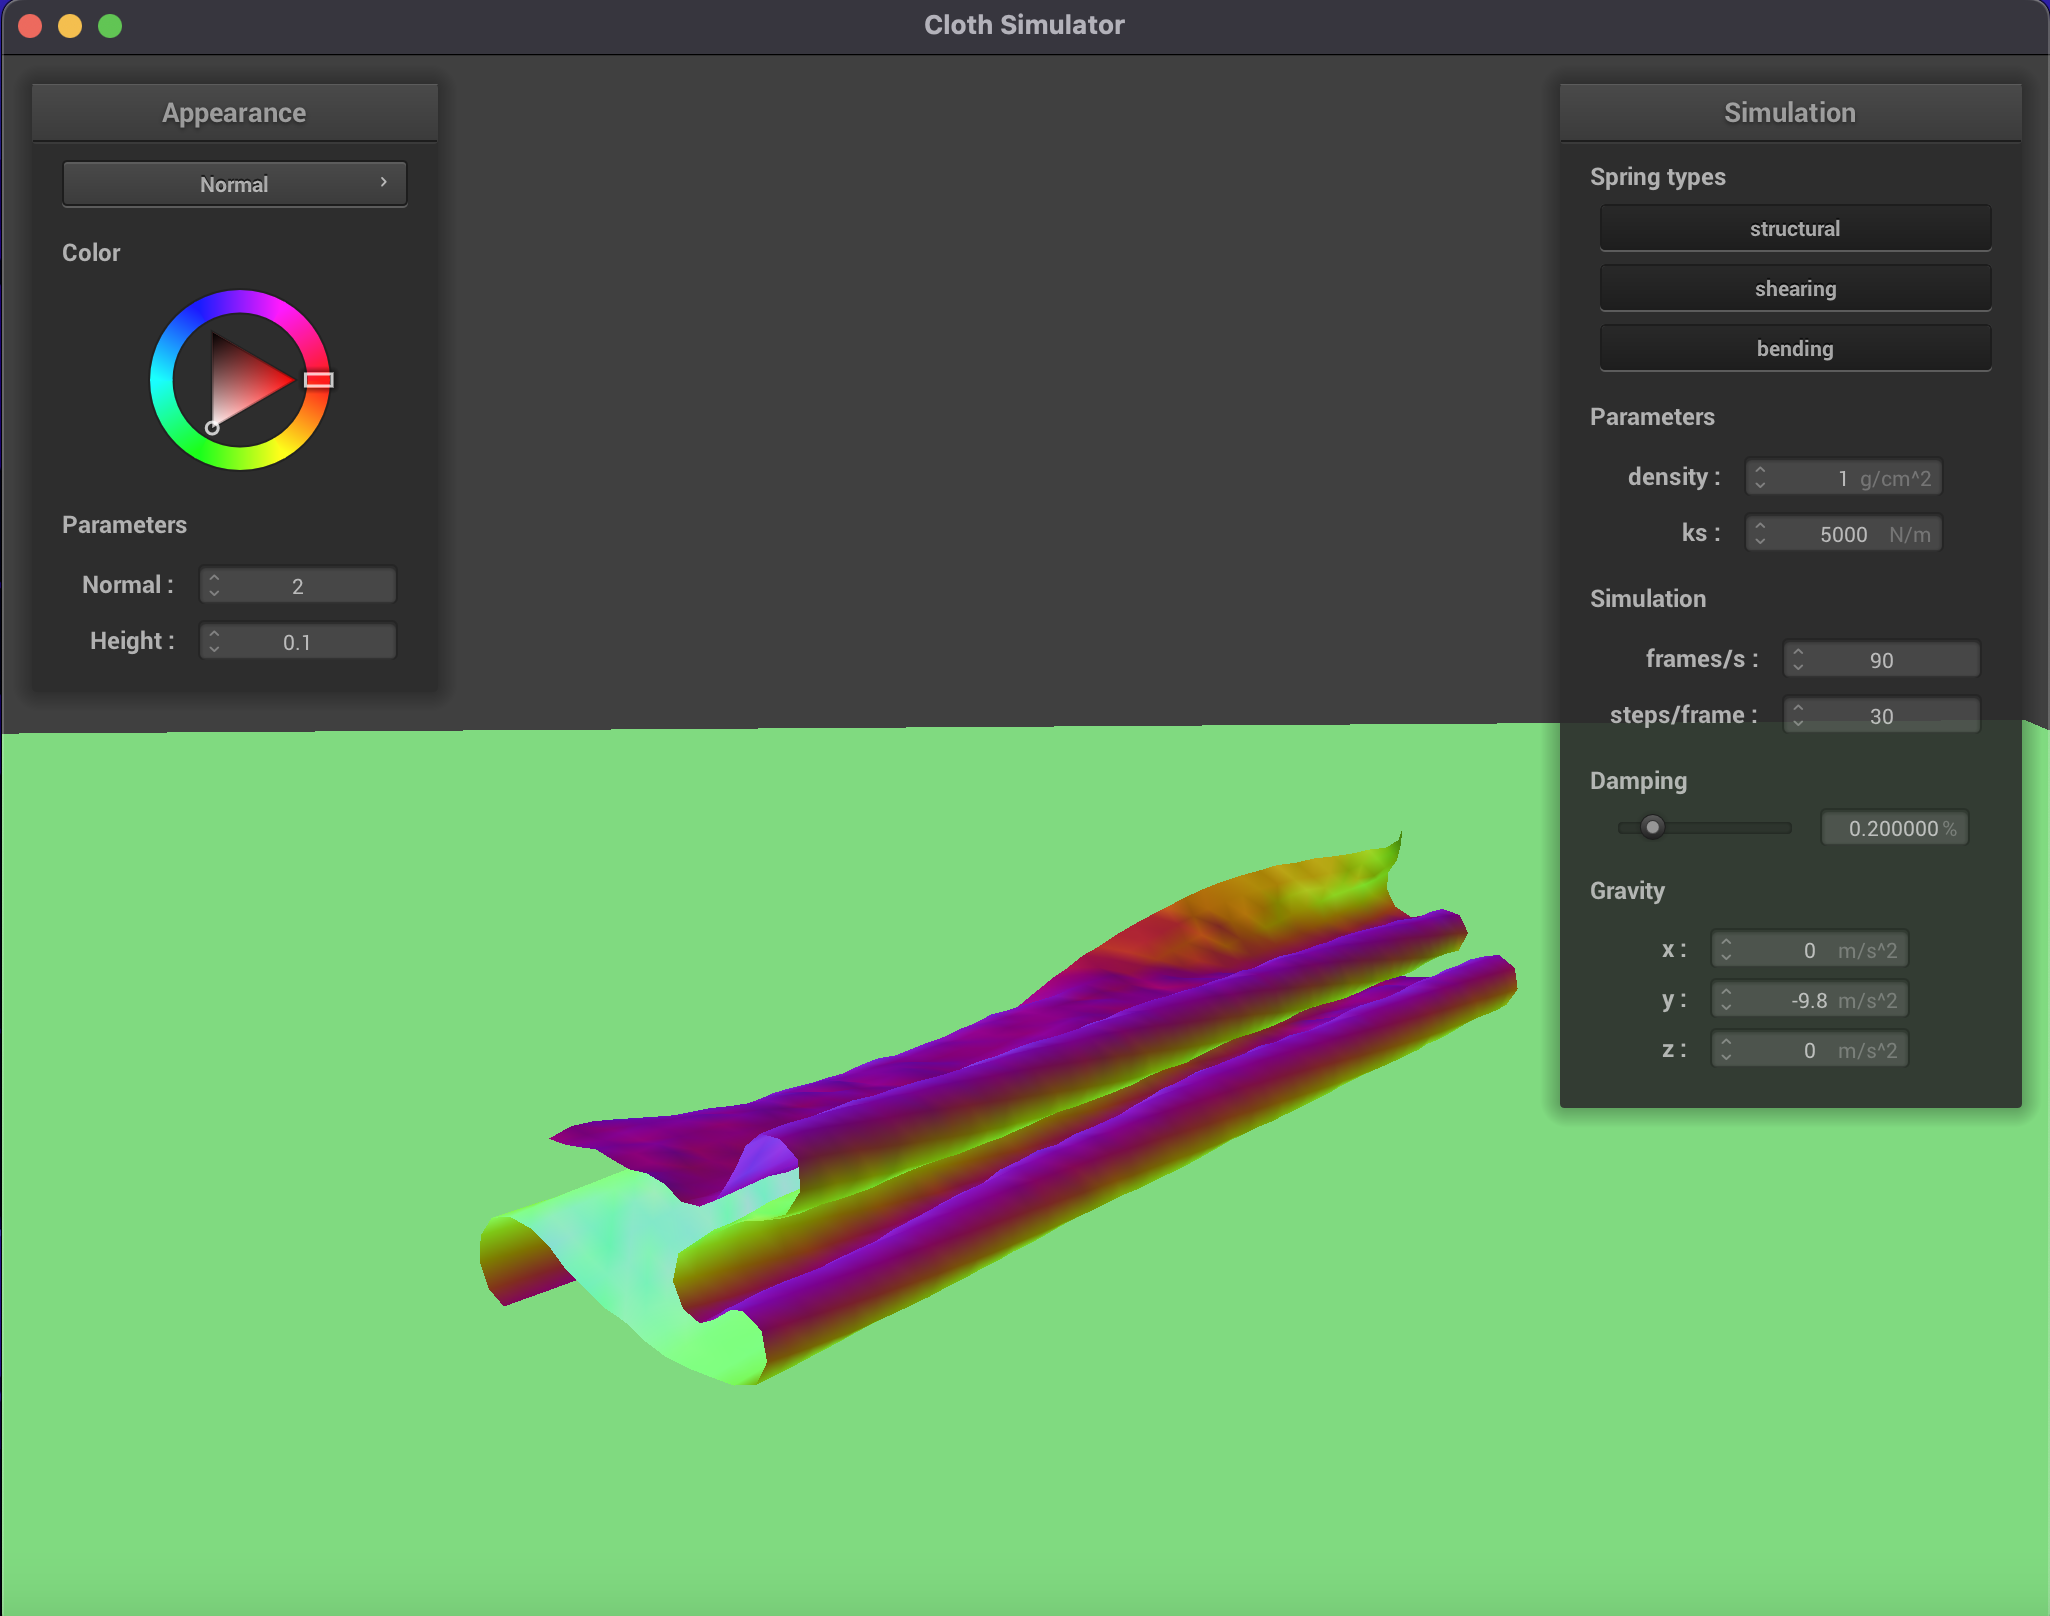 Cloth Simulator
Appearance
Normal
Color
Parameters
Normal : 2
Height : 0.1
Simulation
Spring types
structural
shearing
bending
Parameters
density : 1 g/cm^2
ks : 5000 N/m
Simulation
frames/s : 90
steps/frame : 30
Damping
0.200000 %
Gravity
x : 0 m/s^2
y : -9.8 m/s^2
z : 0 m/s^2